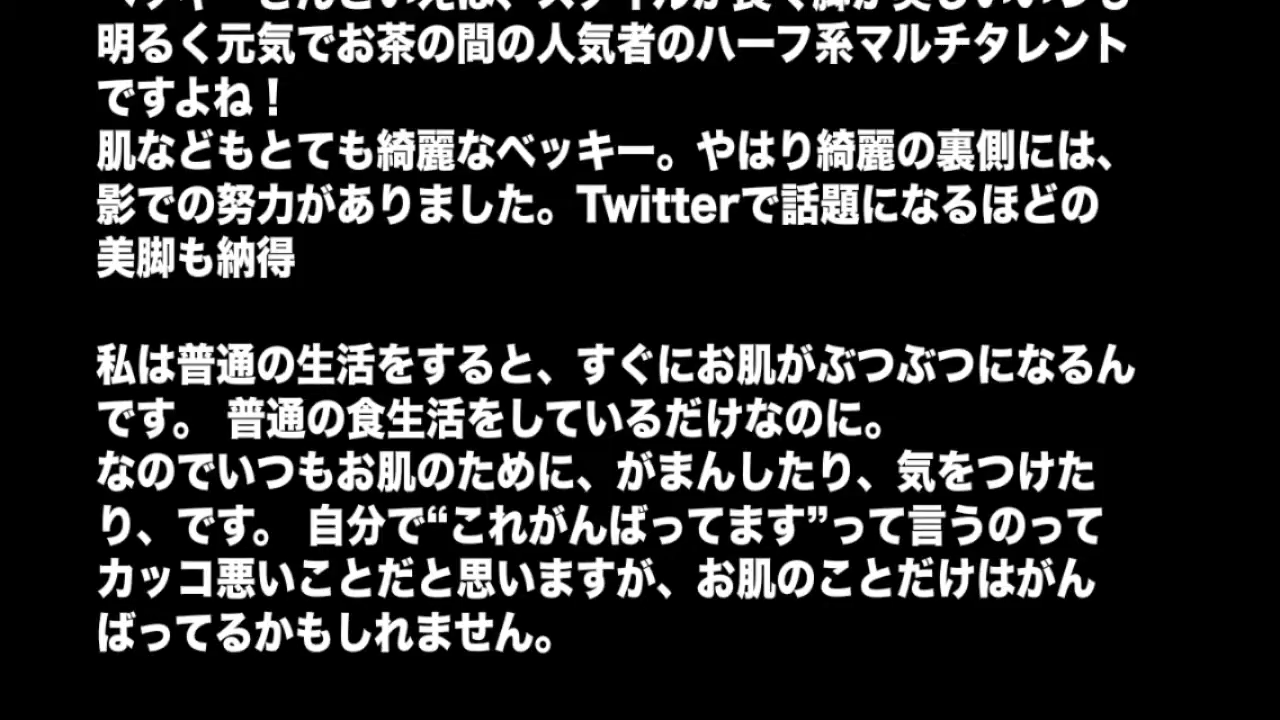 明るく元気でお茶の間の人気者のハーフ系マルチタレント
ですよね！
肌などもとても綺麗なベッキー。やはり綺麗の裏側には、
影での努力がありました。Twitterで話題になるほどの
美脚も納得
私は普通の生活をすると、すぐにお肌がぶつぶつになるん
です。 普通の食生活をしているだけなのに。
なのでいつもお肌のために、がまんしたり、気をつけた
り、です。 自分で“これがんばってます”って言うのって
カッコ悪いことだと思いますが、お肌のことだけはがん
ばってるかもしれません。